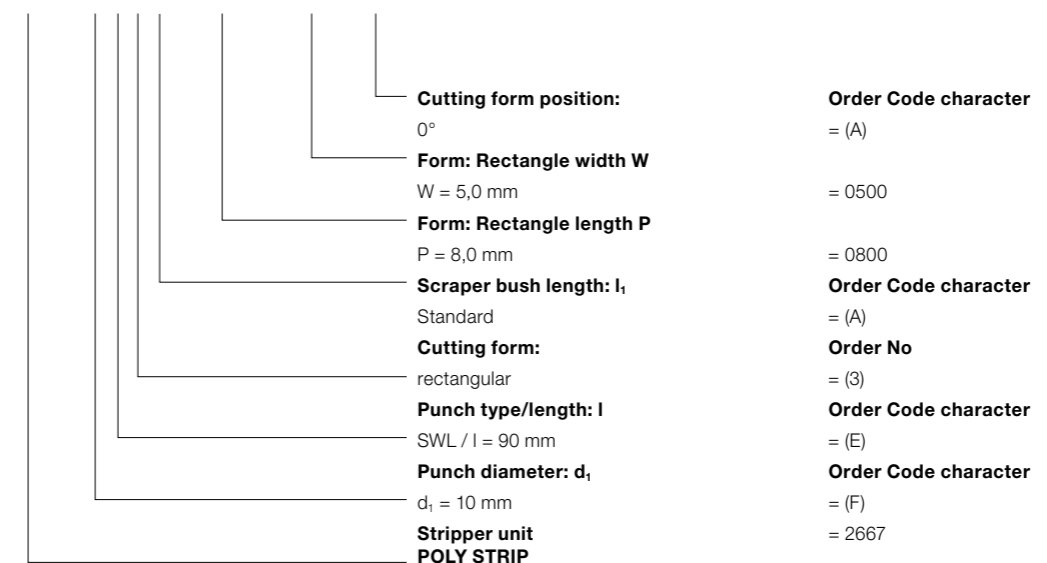 Cutting form position: Order Code character
0° = (A)
Form: Rectangle width W
W = 5,0 mm = 0500
Form: Rectangle length P
P = 8,0 mm = 0800
Scraper bush length: l₁ Order Code character
Standard = (A)
Cutting form: Order No
rectangular = (3)
Punch type/length: l Order Code character
SWL / l = 90 mm = (E)
Punch diameter: d₁ Order Code character
d₁ = 10 mm = (F)
Stripper unit = 2667
POLY STRIP